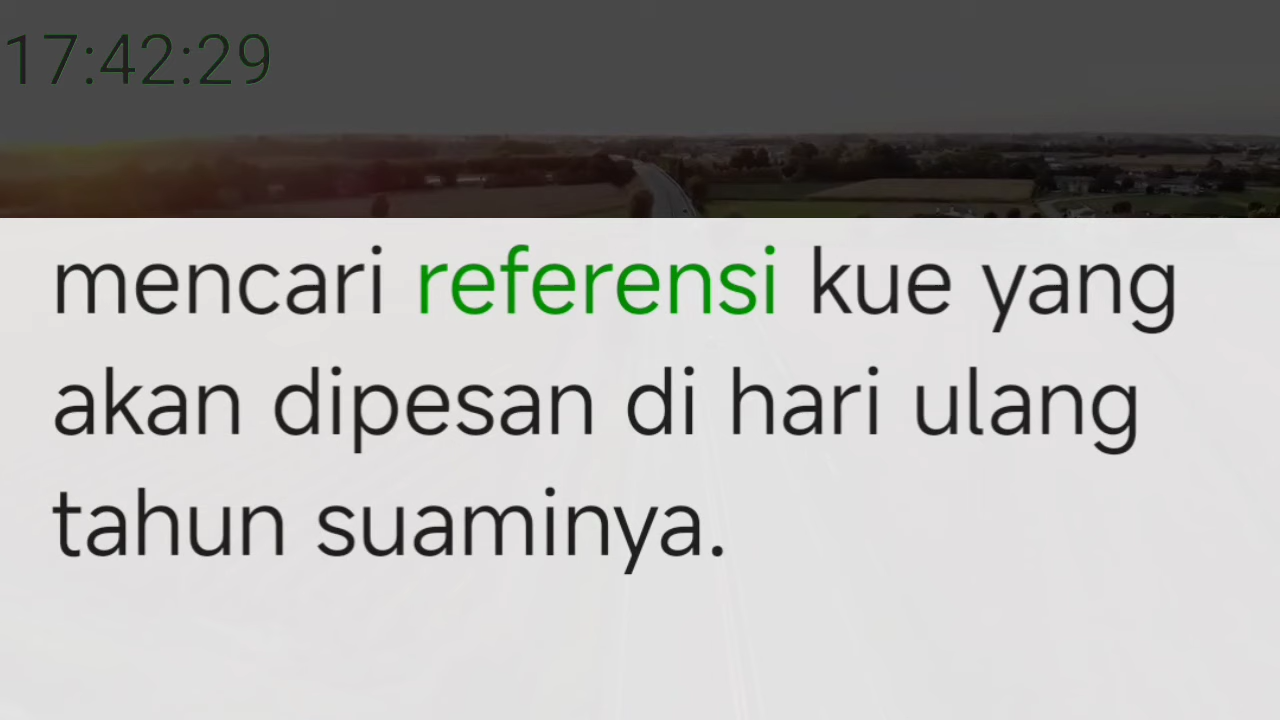 17:42:29
mencari referensi kue yang
akan dipesan di hari ulang
tahun suaminya.